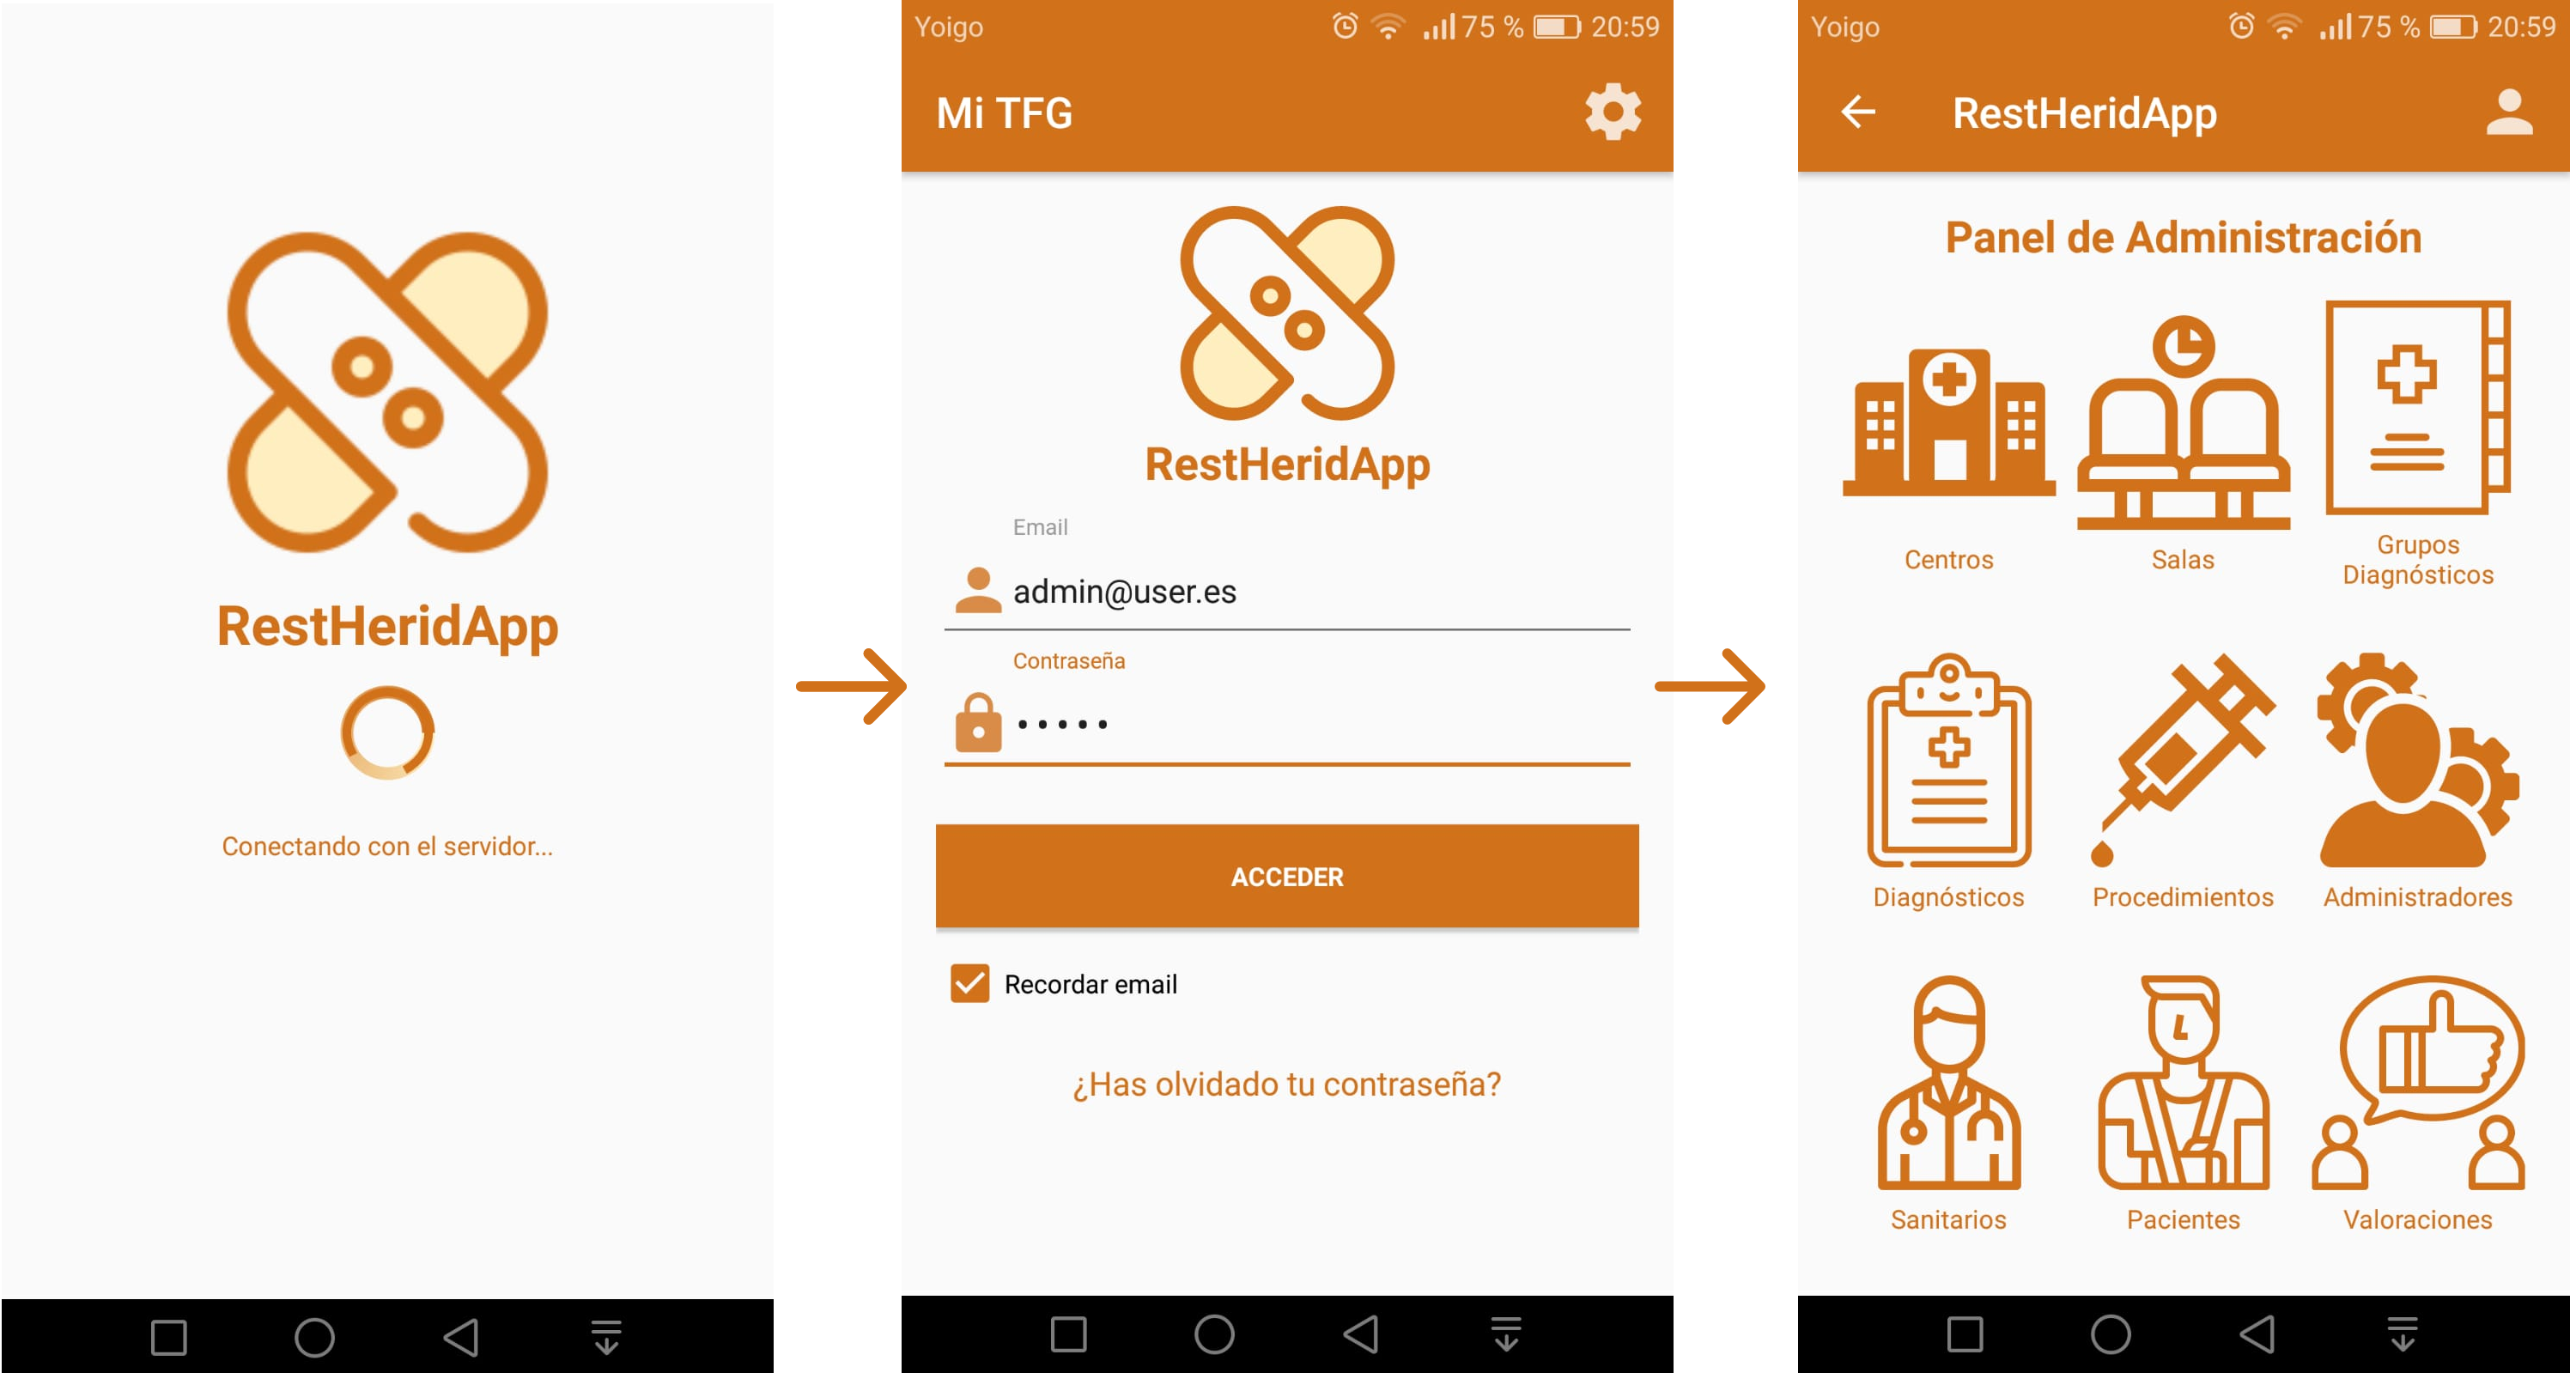 RestHeridApp
Conectando con el servidor...
Yoigo 75 % 20:59
Mi TFG
RestHeridApp
Email
admin@user.es
Contraseña
•••••
ACCEDER
Recordar email
¿Has olvidado tu contraseña?
Yoigo 75 % 20:59
RestHeridApp
Panel de Administración
Centros
Salas
Grupos
Diagnósticos
Diagnósticos
Procedimientos
Administradores
Sanitarios
Pacientes
Valoraciones